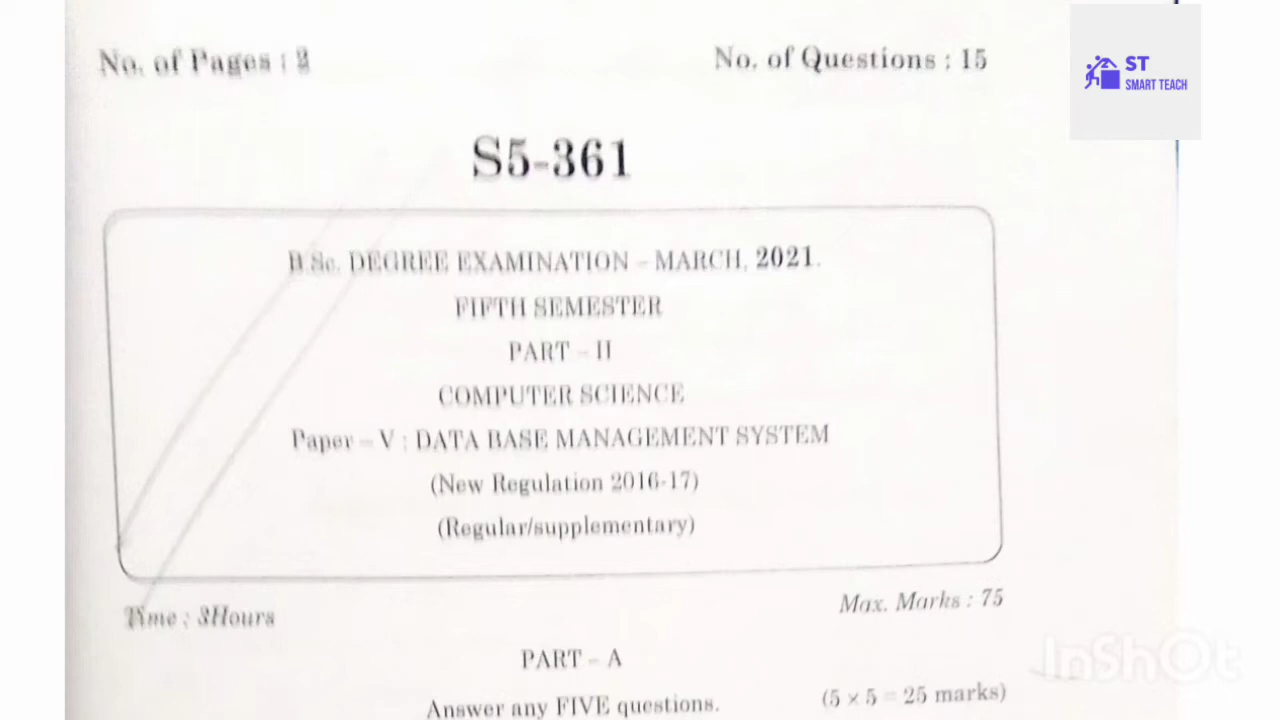 No. of Pages : 2
No. of Questions : 15
ST
SMART TEACH
S5-361
B.Sc. DEGREE EXAMINATION – MARCH, 2021.
FIFTH SEMESTER
PART – II
COMPUTER SCIENCE
Paper – V : DATA BASE MANAGEMENT SYSTEM
(New Regulation 2016-17)
(Regular/supplementary)
Time : 3Hours
Max. Marks : 75
PART – A
Answer any FIVE questions.
(5 × 5 = 25 marks)
InShOt